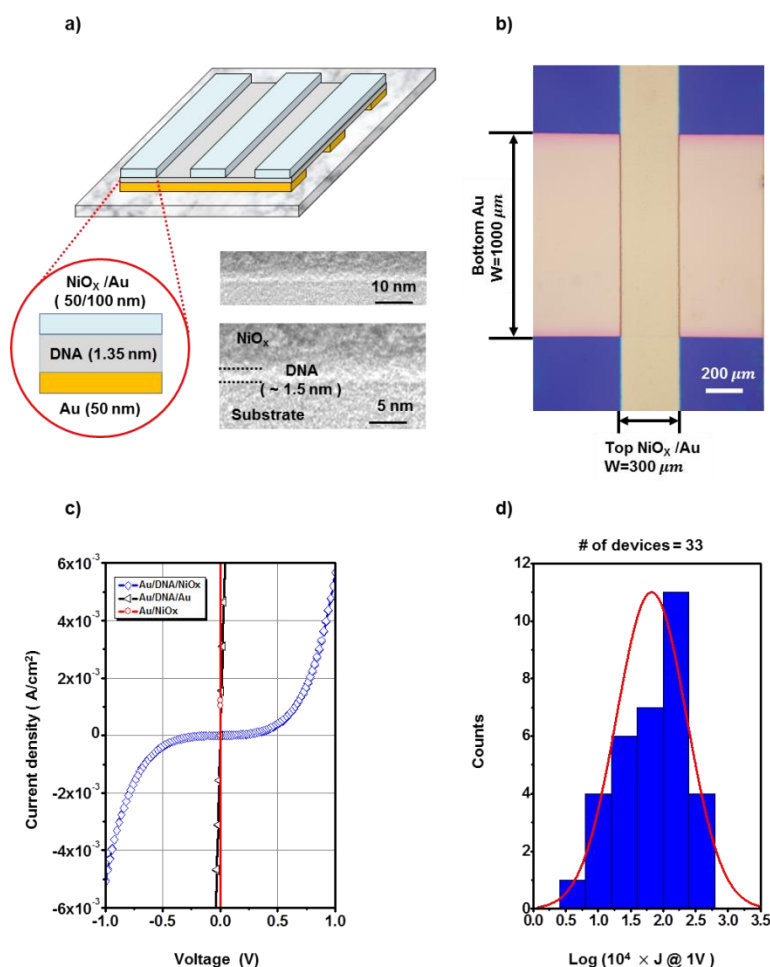 a)
NiOX /Au
( 50/100 nm)
DNA (1.35 nm)
Au (50 nm)
10 nm
NiOx
DNA
( ~ 1.5 nm)
Substrate
5 nm
b)
Bottom Au
W=1000 μm
200 μm
Top NiOX /Au
W=300 μm
c)
6x10-3
4x10-3
2x10-3
0
-2x10-3
-4x10-3
-6x10-3
Current density ( A/cm2)
Au/DNA/NiOx
Au/DNA/Au
Au/NiOx
-1.0 -0.5 0.0 0.5 1.0
Voltage (V)
d)
# of devices = 33
12
10
8
6
4
2
0
Counts
0.0 0.5 1.0 1.5 2.0 2.5 3.0 3.5
Log (10⁴ × J @ 1V)